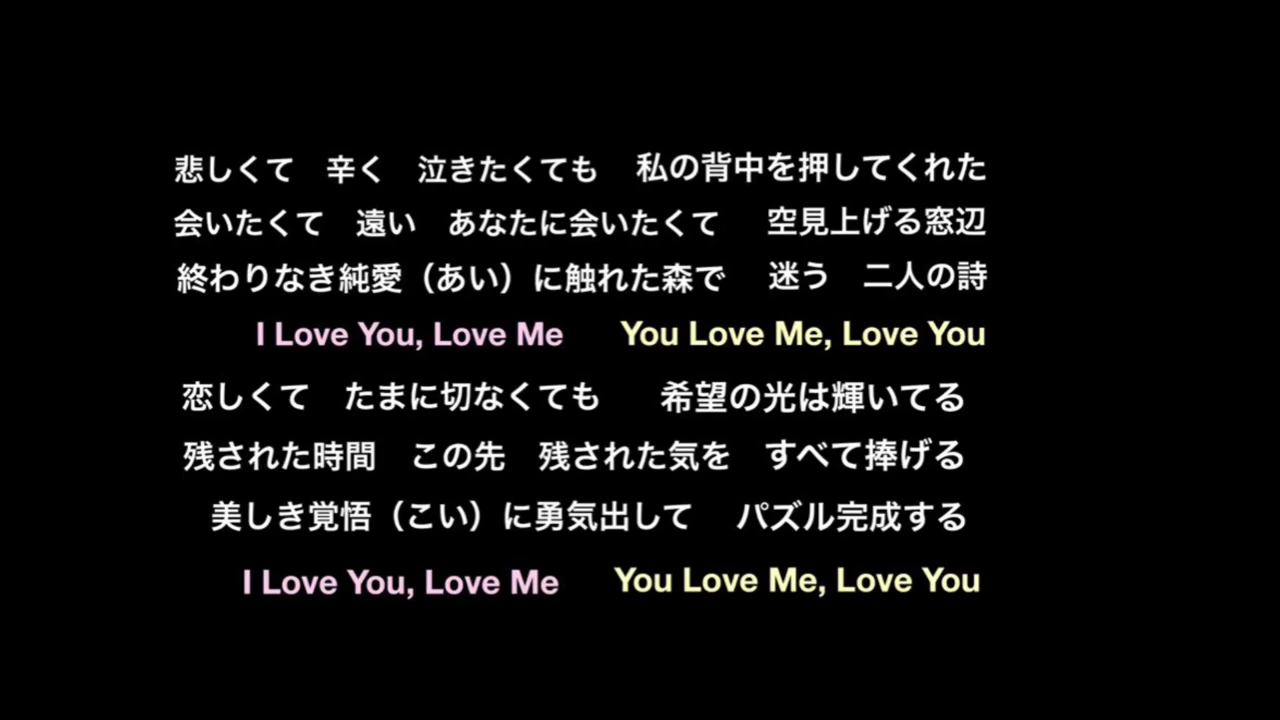 悲しくて　辛く　泣きたくても　私の背中を押してくれた
会いたくて　遠い　あなたに会いたくて　空見上げる窓辺
終わりなき純愛（あい）に触れた森で　迷う　二人の詩
I Love You, Love Me　You Love Me, Love You
恋しくて　たまに切なくても　希望の光は輝いてる
残された時間　この先　残された気を　すべて捧げる
美しき覚悟（こい）に勇気出して　パズル完成する
I Love You, Love Me　You Love Me, Love You